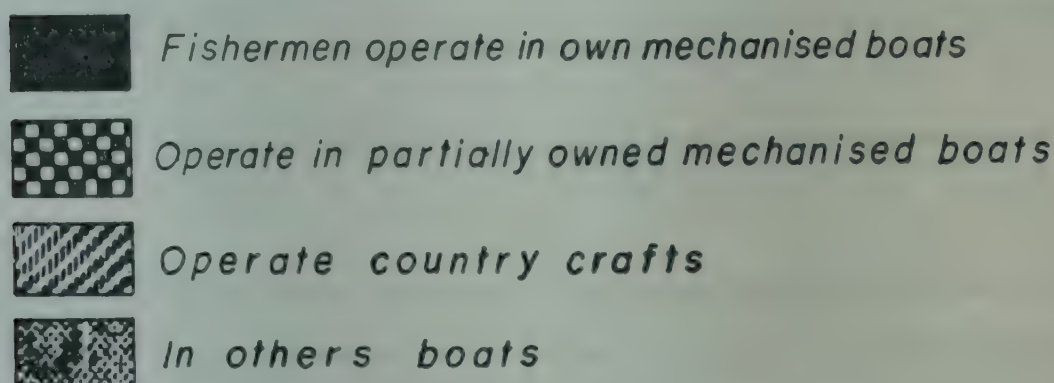 Fishermen operate in own mechanised boats
Operate in partially owned mechanised boats
Operate country crafts
In others boats